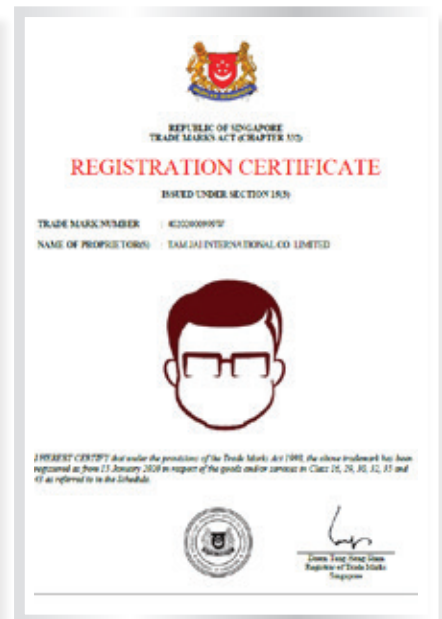 REPUBLIC OF SINGAPORE
TRADE MARKS ACT (CHAPTER 332)
REGISTRATION CERTIFICATE
ISSUED UNDER SECTION 15(3)
TRADE MARK NUMBER :
NAME OF PROPRIETOR(S) : TAM JAI INTERNATIONAL CO. LIMITED
I HEREBY CERTIFY that under the provisions of the Trade Marks Act 1998, the above trademark has been
registered as from 15 January 2020 in respect of the goods and/or services in Class 16, 29, 30, 32, 35 and
43 as referred to in the Schedule.
Registrar of Trade Marks
Singapore